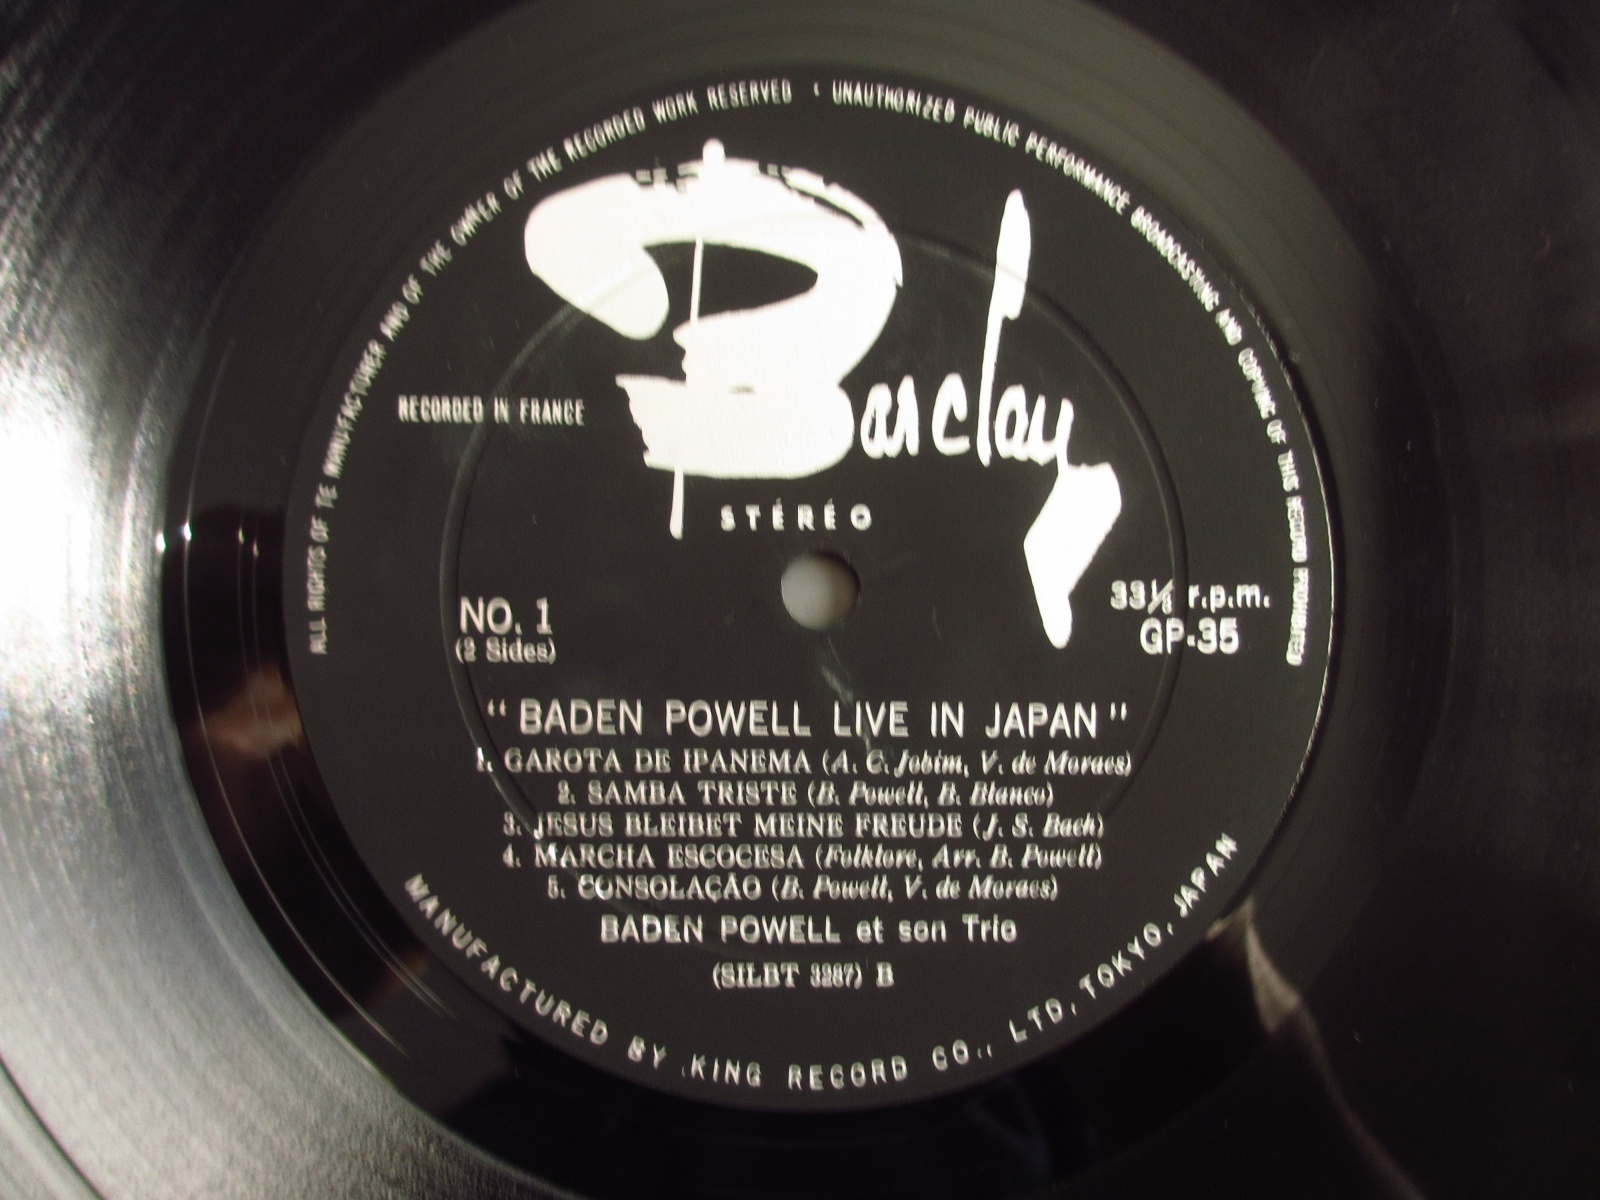 ALL RIGHTS OF TE MANUFACTURER AND OF THE OWNER OF THE RECORDED WORK RESERVED · UNAUTHORIZED PUBLIC PERFORMANCE BROADCASTING AND COPYING OF THIS RECORD PROHIBITED
Barclay
RECORDED IN FRANCE
STÉRÉO
NO. 1
(2 Sides)
33⅓ r.p.m.
GP-35
“BADEN POWELL LIVE IN JAPAN”
1. GAROTA DE IPANEMA (A. C. Jobim, V. de Moraes)
2. SAMBA TRISTE (B. Powell, B. Blanco)
3. JESUS BLEIBET MEINE FREUDE (J. S. Bach)
4. MARCHA ESCOCESA (Folklore, Arr. B. Powell)
5. CONSOLAÇÃO (B. Powell, V. de Moraes)
BADEN POWELL et son Trio
(SILBT 3287) B
MANUFACTURED BY KING RECORD CO., LTD, TOKYO, JAPAN